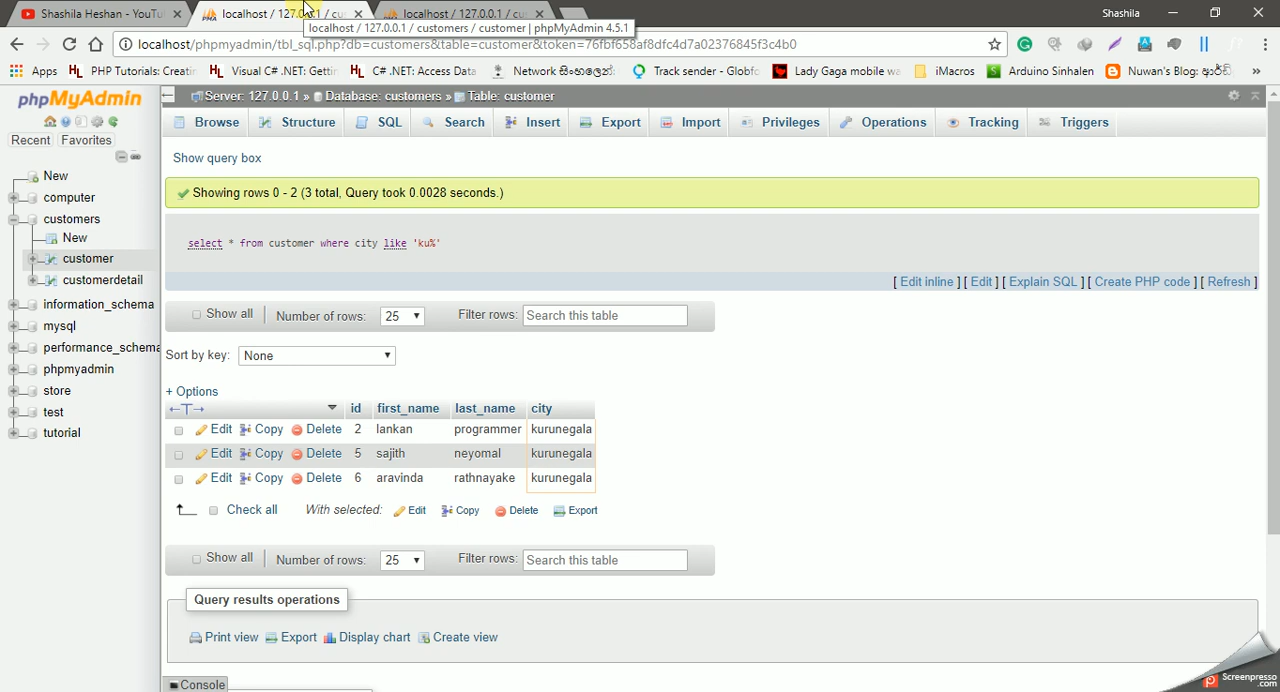 Shashila Heshan - YouTu
localhost / 127.0.0.1 / cu
localhost / 127.0.0.1 / cu
Shashila
localhost / 127.0.0.1 / customers / customer | phpMyAdmin 4.5.1
localhost/phpmyadmin/tbl_sql.php?db=customers&table=customer&token=76fbf658af8dfc4d7a02376845f3c4b0
Apps
PHP Tutorials: Creatin
Visual C# .NET: Gettin
C# .NET: Access Data
Network සිංහලෙන්
Track sender - Globfo
Lady Gaga mobile wa
iMacros
Arduino Sinhalen
Nuwan's Blog:
»
phpMyAdmin
Recent Favorites
New
computer
customers
New
customer
customerdetail
information_schema
mysql
performance_schema
phpmyadmin
store
test
tutorial
Server: 127.0.0.1 » Database: customers » Table: customer
Browse Structure SQL Search Insert Export Import Privileges Operations Tracking Triggers
Show query box
Showing rows 0 - 2 (3 total, Query took 0.0028 seconds.)
select * from customer where city like 'ku%'
[ Edit inline ] [ Edit ] [ Explain SQL ] [ Create PHP code ] [ Refresh ]
Show all Number of rows: 25 Filter rows: Search this table
Sort by key: None
+ Options
←T→ id first_name last_name city
Edit Copy Delete 2 lankan programmer kurunegala
Edit Copy Delete 5 sajith neyomal kurunegala
Edit Copy Delete 6 aravinda rathnayake kurunegala
Check all With selected: Edit Copy Delete Export
Show all Number of rows: 25 Filter rows: Search this table
Query results operations
Print view Export Display chart Create view
Console
Screenpresso
.com